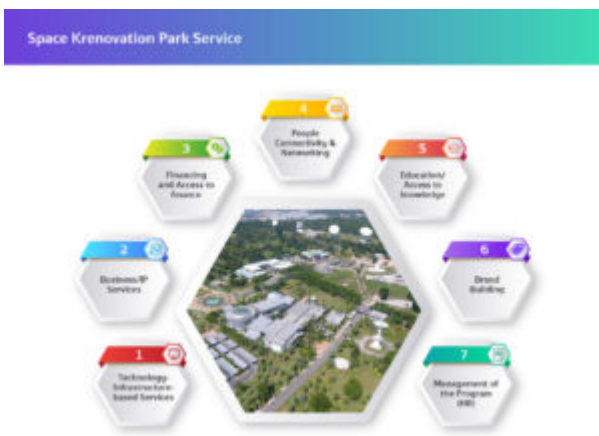 Space Krenovation Park Service
4
People
Connectivity &
Networking
3
Financing
and Access to
finance
5
Education/
Access to
knowledge
2
Business/IP
Services
6
Brand
Building
1
Technology-
Infrastructure-
based Services
7
Management of
the Program
(HR)